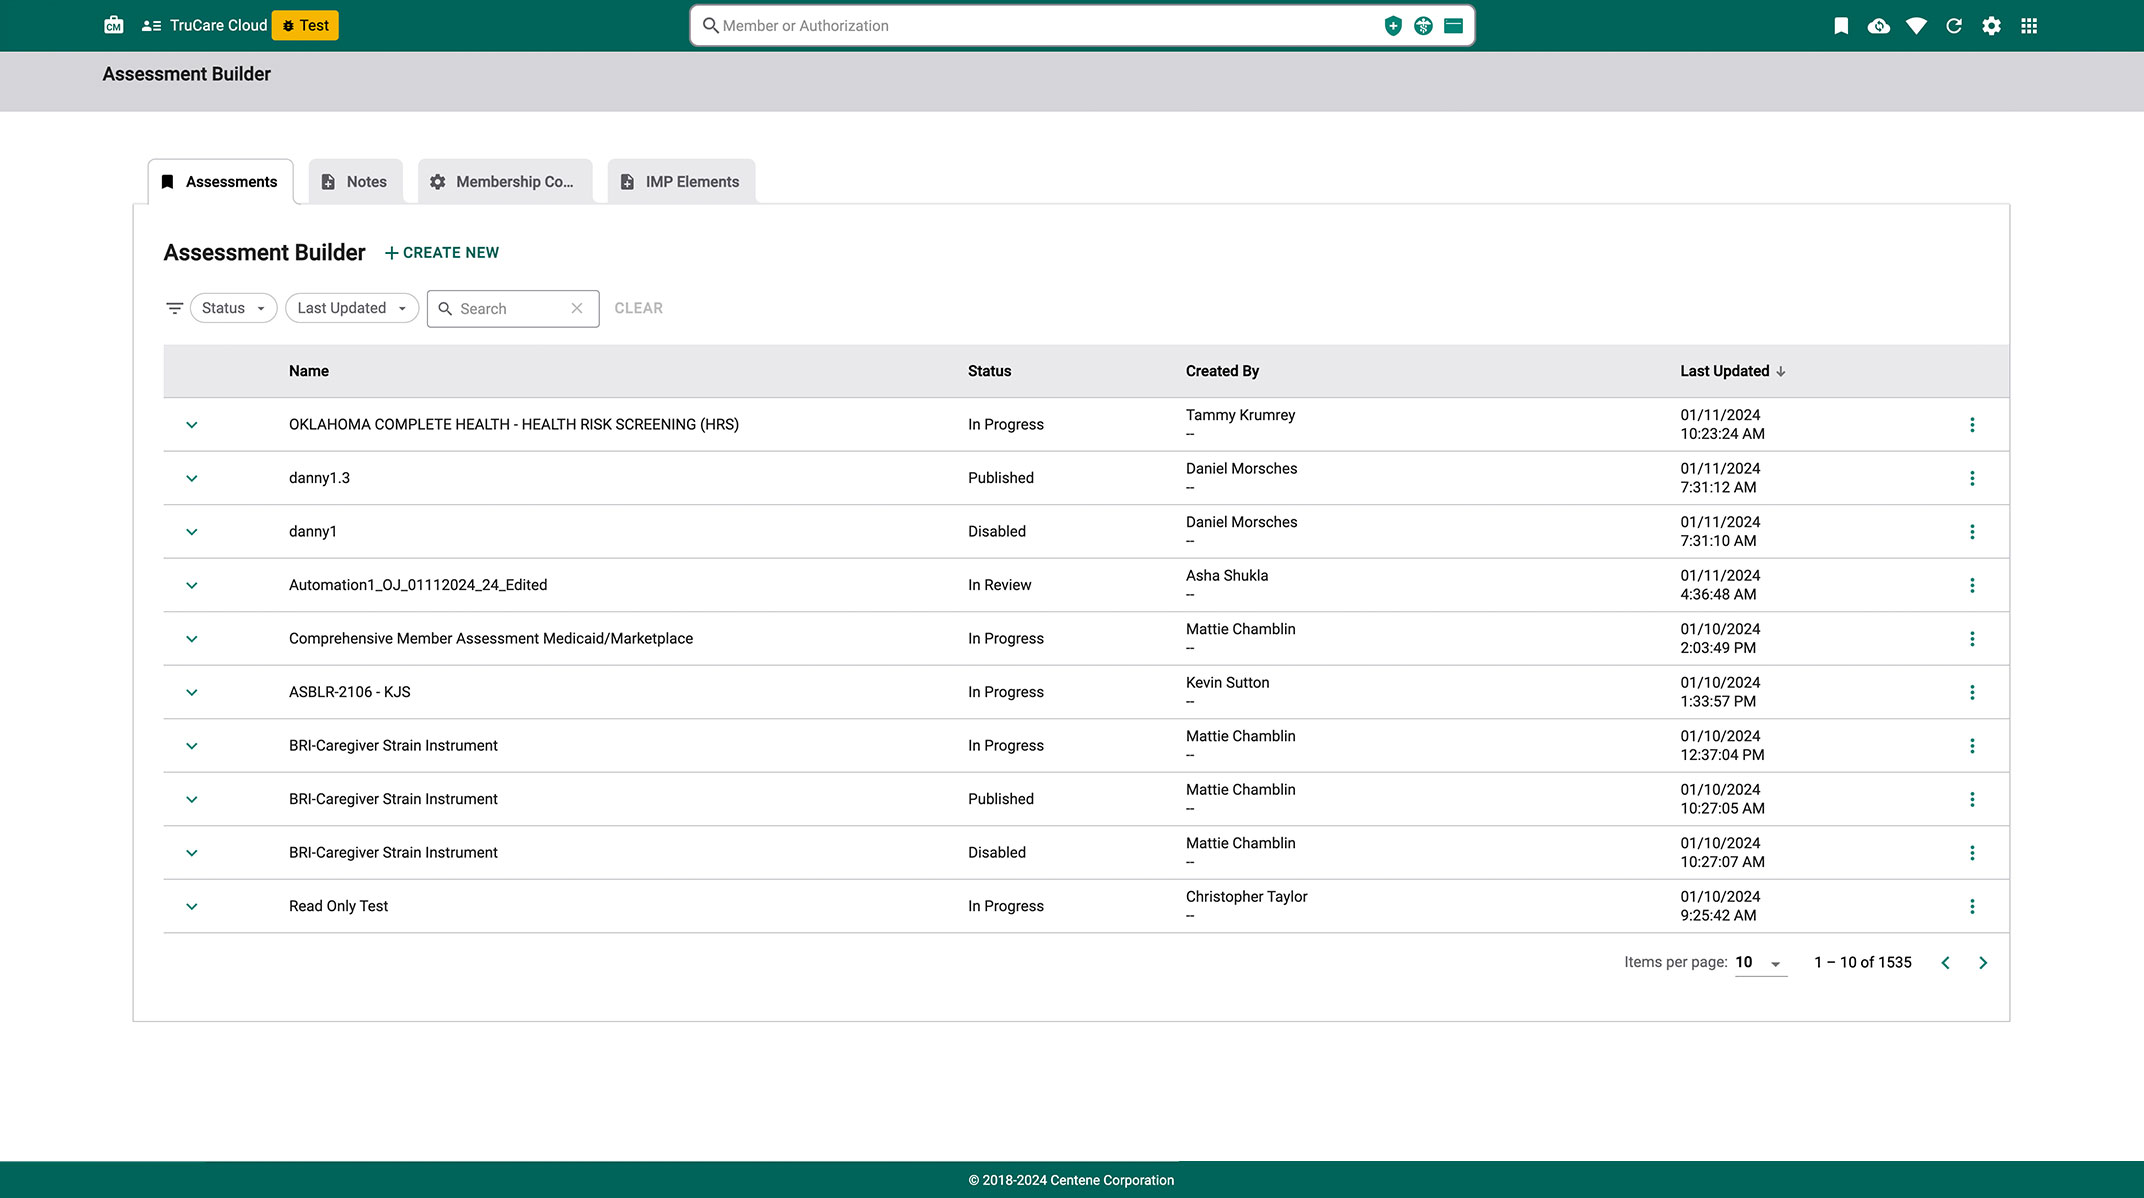 CM TruCare Cloud Test Member or Authorization
Assessment Builder
Assessments Notes Membership Co... IMP Elements
Assessment Builder + CREATE NEW
Status Last Updated Search CLEAR
Name Status Created By Last Updated
OKLAHOMA COMPLETE HEALTH - HEALTH RISK SCREENING (HRS) In Progress Tammy Krumrey 01/11/2024
-- 10:23:24 AM
danny1.3 Published Daniel Morsches 01/11/2024
-- 7:31:12 AM
danny1 Disabled Daniel Morsches 01/11/2024
-- 7:31:10 AM
Automation1_OJ_01112024_24_Edited In Review Asha Shukla 01/11/2024
-- 4:36:48 AM
Comprehensive Member Assessment Medicaid/Marketplace In Progress Mattie Chamblin 01/10/2024
-- 2:03:49 PM
ASBLR-2106 - KJS In Progress Kevin Sutton 01/10/2024
-- 1:33:57 PM
BRI-Caregiver Strain Instrument In Progress Mattie Chamblin 01/10/2024
-- 12:37:04 PM
BRI-Caregiver Strain Instrument Published Mattie Chamblin 01/10/2024
-- 10:27:05 AM
BRI-Caregiver Strain Instrument Disabled Mattie Chamblin 01/10/2024
-- 10:27:07 AM
Read Only Test In Progress Christopher Taylor 01/10/2024
-- 9:25:42 AM
Items per page: 10 1 – 10 of 1535
© 2018-2024 Centene Corporation